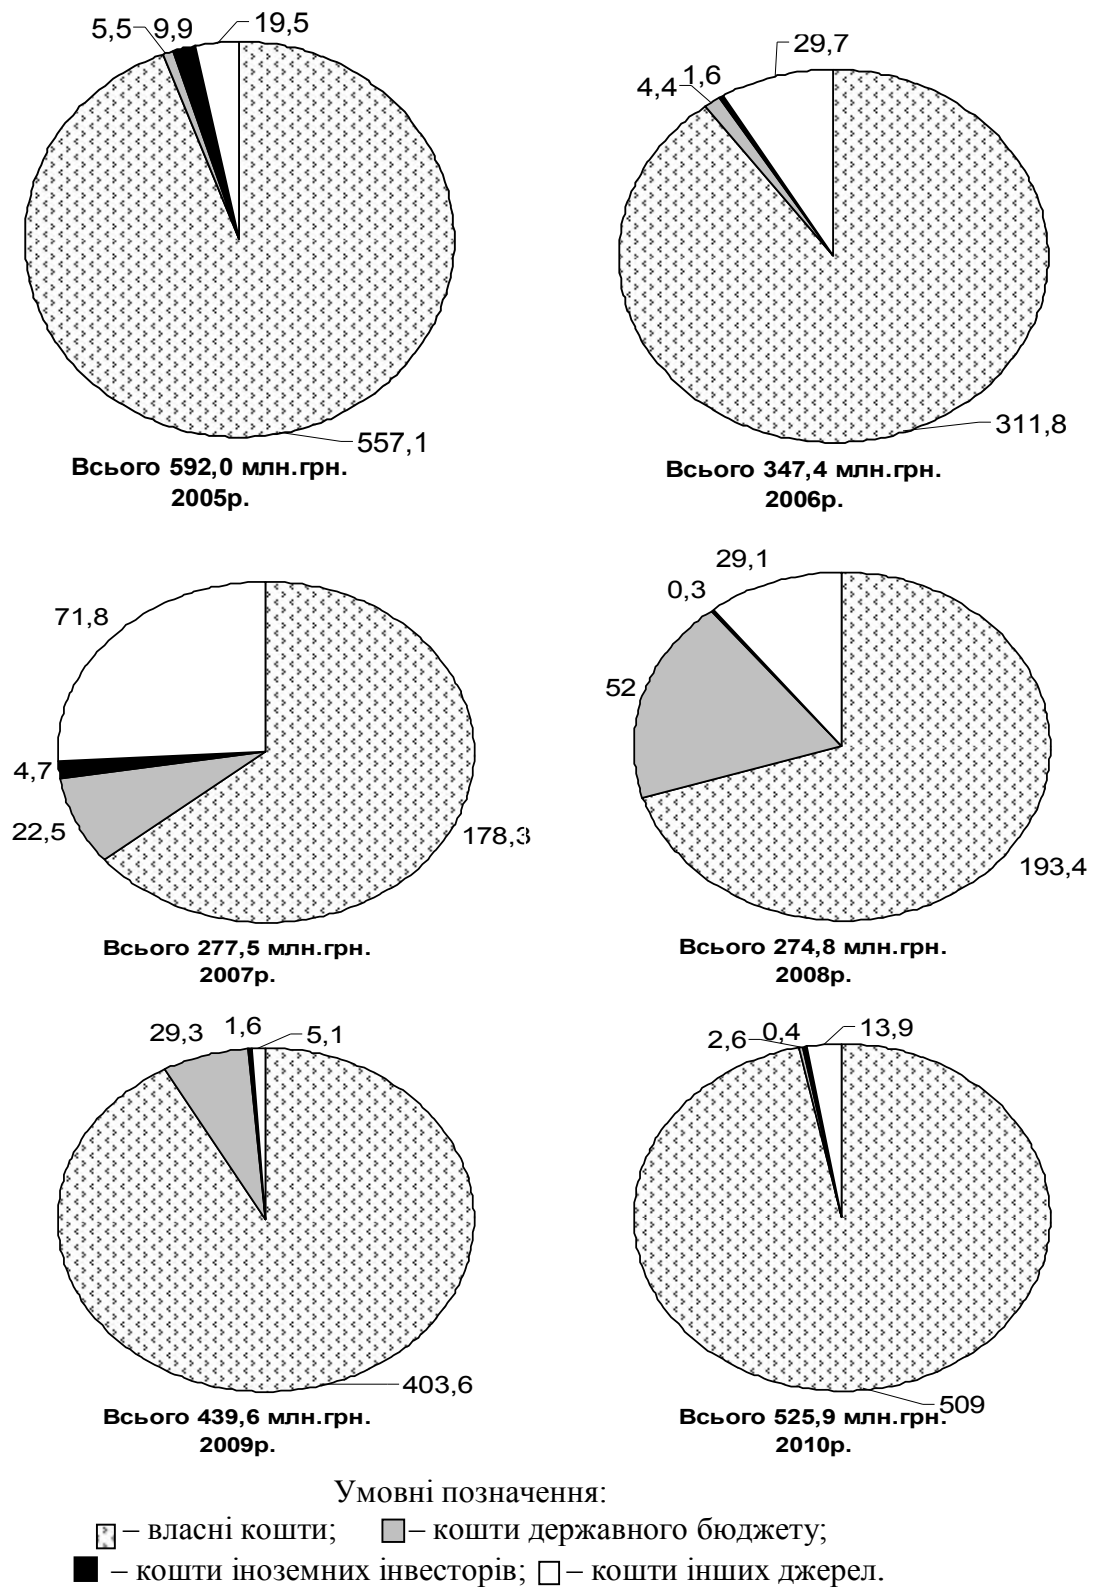 5,5 9,9 19,5
557,1
Всього 592,0 млн.грн.
2005р.
4,4 1,6 29,7
311,8
Всього 347,4 млн.грн.
2006р.
71,8
4,7
22,5
178,3
Всього 277,5 млн.грн.
2007р.
29,1
0,3
52
193,4
Всього 274,8 млн.грн.
2008р.
29,3 1,6 5,1
403,6
Всього 439,6 млн.грн.
2009р.
2,6 0,4 13,9
509
Всього 525,9 млн.грн.
2010р.
Умовні позначення:
– власні кошти; – кошти державного бюджету;
– кошти іноземних інвесторів; – кошти інших джерел.